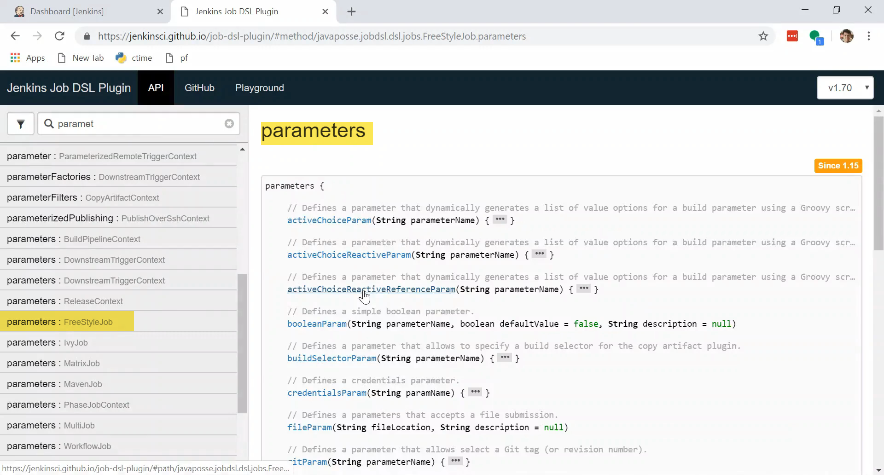 Dashboard [Jenkins]
Jenkins Job DSL Plugin
https://jenkinsci.github.io/job-dsl-plugin/#method/javaposse.jobdsl.dsl.jobs.FreeStyleJob.parameters
Apps
New Tab
ctime
pf
Jenkins Job DSL Plugin
API
GitHub
Playground
v1.70
paramet
parameter : ParameterizedRemoteTriggerContext
parameterFactories : DownstreamTriggerContext
parameterFilters : CopyArtifactContext
parameterizedPublishing : PublishOverSshContext
parameters : BuildPipelineContext
parameters : DownstreamTriggerContext
parameters : DownstreamTriggerContext
parameters : ReleaseContext
parameters : FreeStyleJob
parameters : IvyJob
parameters : MatrixJob
parameters : MavenJob
parameters : PhaseJobContext
parameters : MultiJob
parameters : WorkflowJob
https://jenkinsci.github.io/job-dsl-plugin/#path/javaposse.jobdsl.dsl.jobs.Free...
parameters
Since 1.15
parameters {
// Defines a parameter that dynamically generates a list of value options for a build parameter using a Groovy scr…
activeChoiceParam(String parameterName) { ••• }
// Defines a parameter that dynamically generates a list of value options for a build parameter using a Groovy scr…
activeChoiceReactiveParam(String parameterName) { ••• }
// Defines a parameter that dynamically generates a list of value options for a build parameter using a Groovy scr…
activeChoiceReactiveReferenceParam(String parameterName) { ••• }
// Defines a simple boolean parameter.
booleanParam(String parameterName, boolean defaultValue = false, String description = null)
// Defines a parameter that allows to specify a build selector for the copy artifact plugin.
buildSelectorParam(String parameterName) { ••• }
// Defines a credentials parameter.
credentialsParam(String paramName) { ••• }
// Defines a parameters that accepts a file submission.
fileParam(String fileLocation, String description = null)
// Defines a parameter that allows select a Git tag (or revision number).
itParam(String parameterName) { ••• }